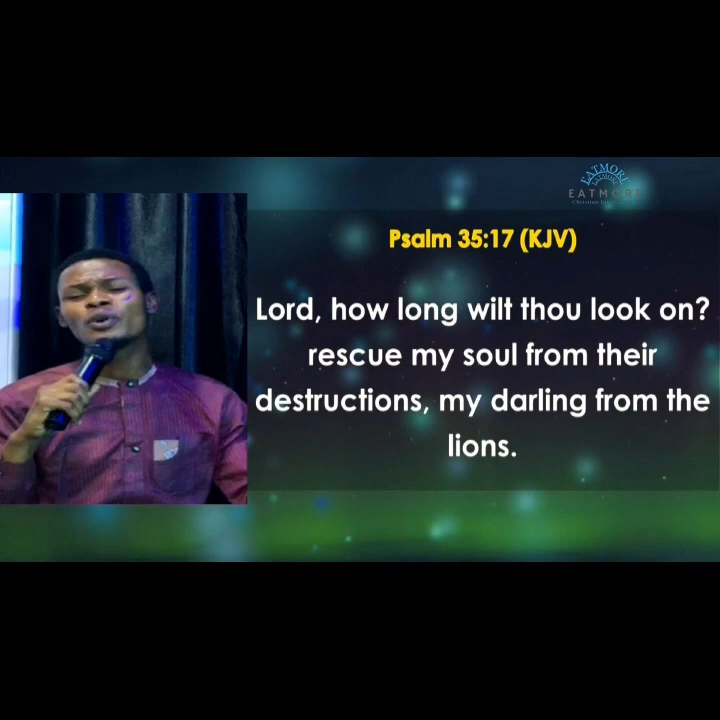 EATMORE
EATMORE
Psalm 35:17 (KJV)
Lord, how long wilt thou look on?
rescue my soul from their
destructions, my darling from the
lions.